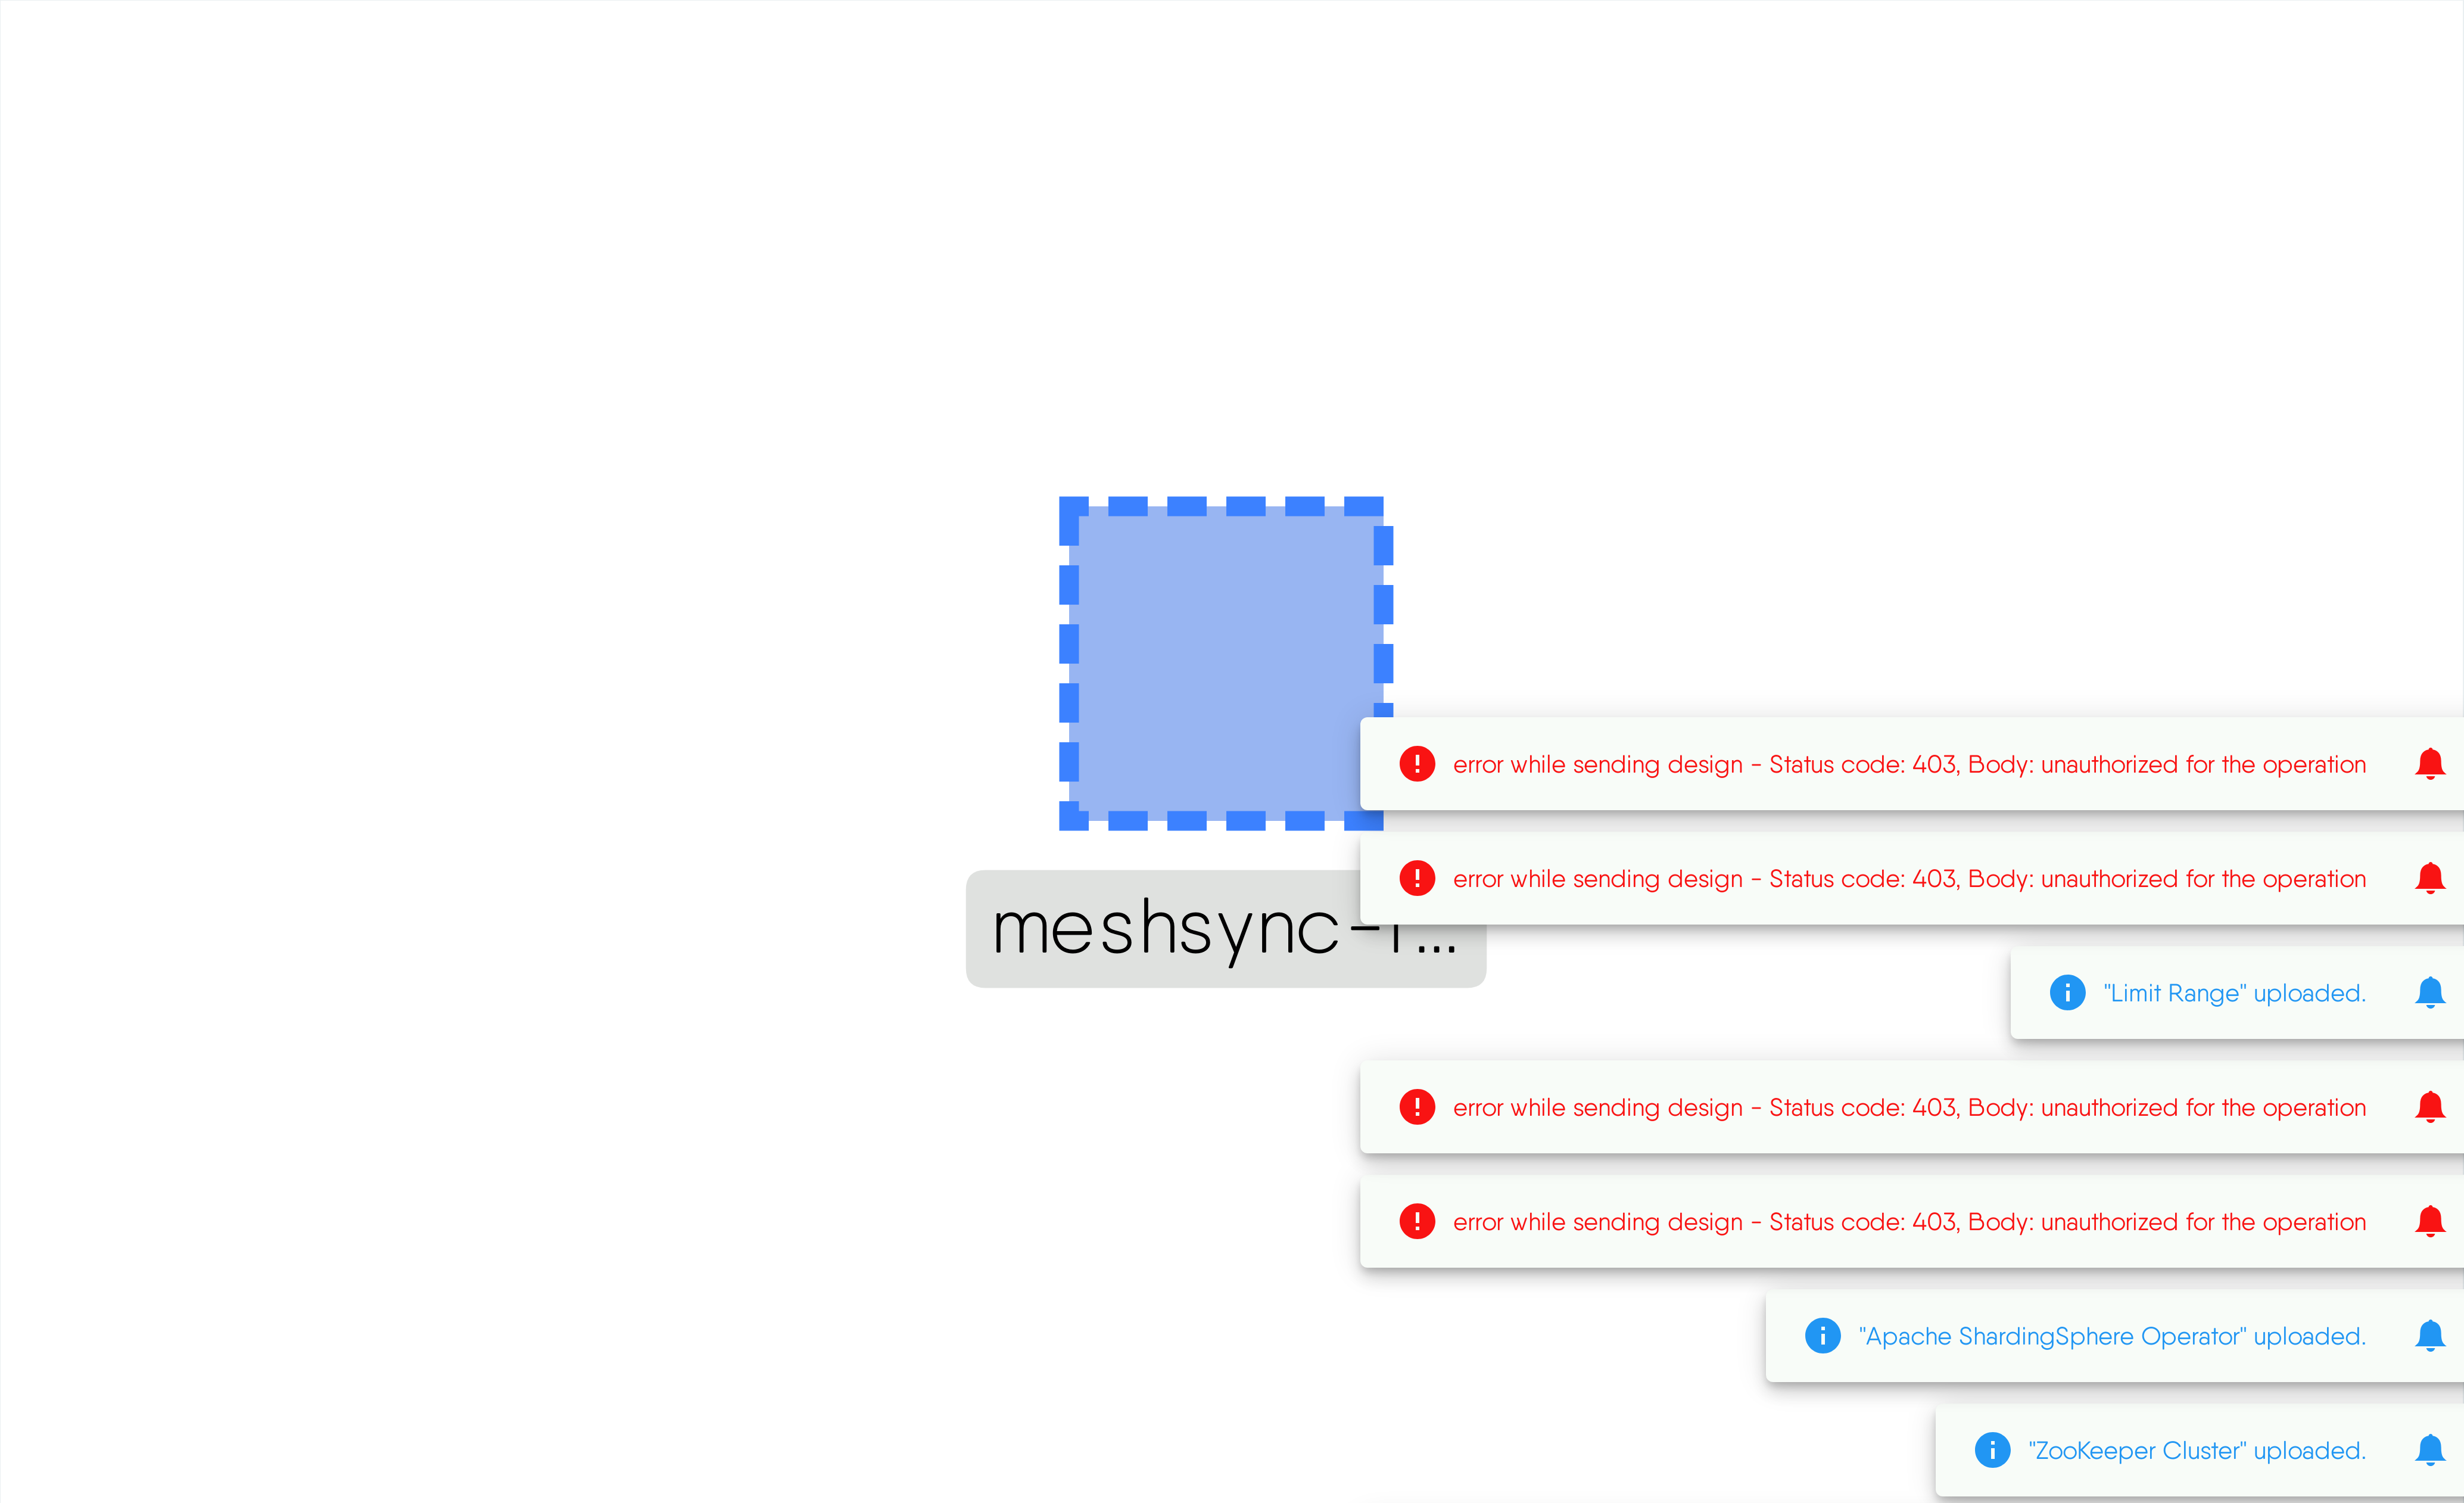 error while sending design - Status code: 403, Body: unauthorized for the operation
error while sending design - Status code: 403, Body: unauthorized for the operation
meshsync-
"Limit Range" uploaded.
error while sending design - Status code: 403, Body: unauthorized for the operation
error while sending design - Status code: 403, Body: unauthorized for the operation
"Apache ShardingSphere Operator" uploaded.
"ZooKeeper Cluster" uploaded.